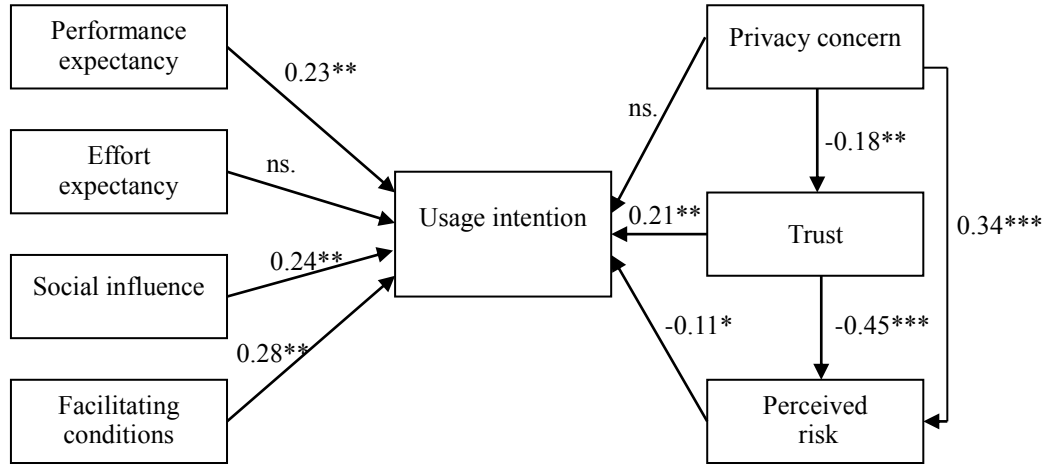 Performance
expectancy
0.23**
Effort
expectancy
ns.
Social influence
0.24**
Facilitating
conditions
0.28**
Usage intention
Privacy concern
ns.
-0.18**
0.21**
Trust
0.34***
-0.11*
-0.45***
Perceived
risk